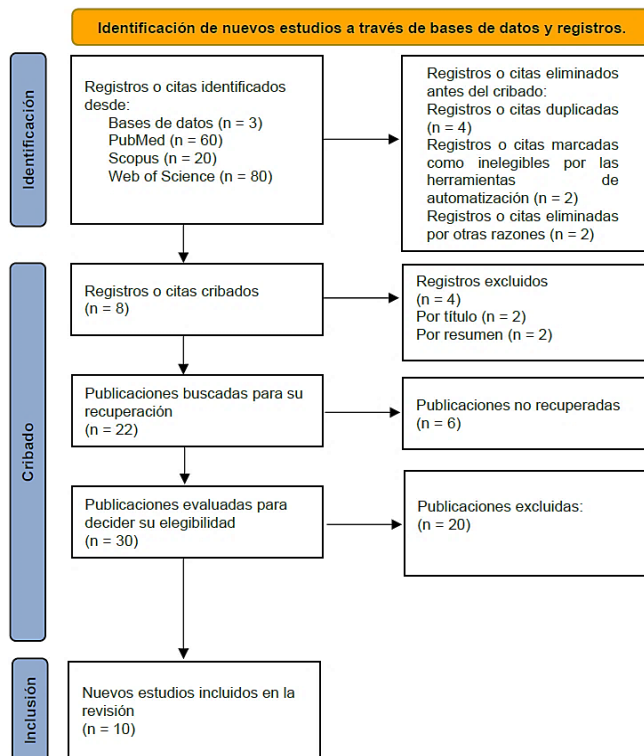 Identificación de nuevos estudios a través de bases de datos y registros.
Identificación
Registros o citas identificados
desde:
Bases de datos (n = 3)
PubMed (n = 60)
Scopus (n = 20)
Web of Science (n = 80)
Registros o citas eliminados
antes del cribado:
Registros o citas duplicadas
(n = 4)
Registros o citas marcadas
como inelegibles por las
herramientas de
automatización (n = 2)
Registros o citas eliminadas
por otras razones (n = 2)
Cribado
Registros o citas cribados
(n = 8)
Registros excluidos
(n = 4)
Por título (n = 2)
Por resumen (n = 2)
Publicaciones buscadas para su
recuperación
(n = 22)
Publicaciones no recuperadas
(n = 6)
Publicaciones evaluadas para
decider su elegibilidad
(n = 30)
Publicaciones excluidas:
(n = 20)
Inclusión
Nuevos estudios incluidos en la
revisión
(n = 10)